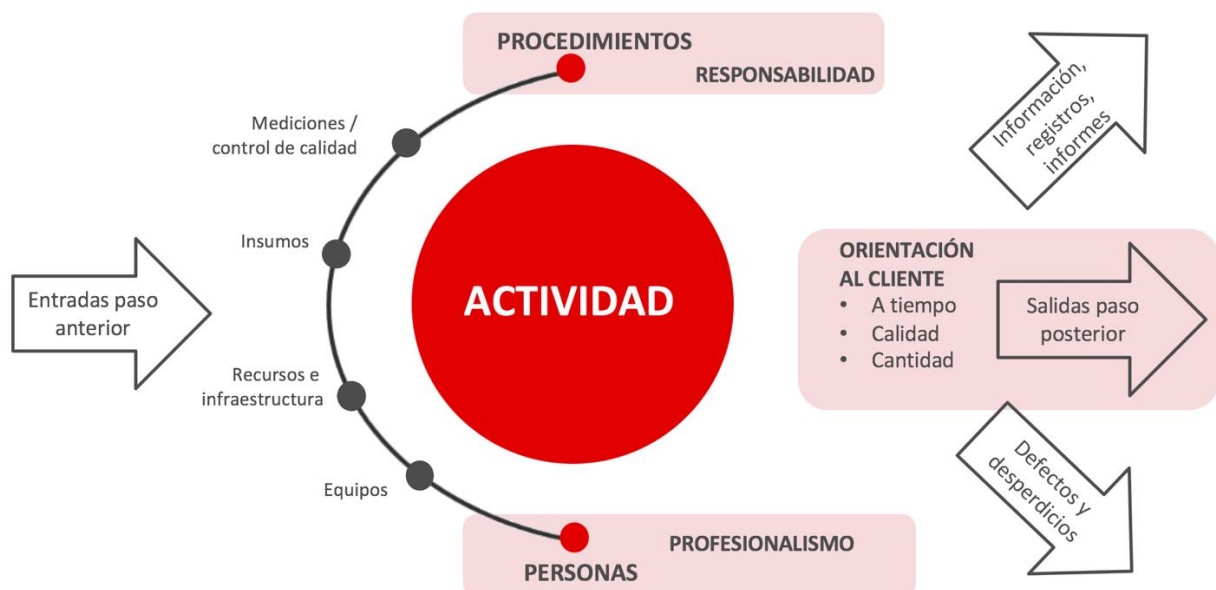 PROCEDIMIENTOS
RESPONSABILIDAD
Mediciones /
control de calidad
Insumos
Entradas paso
anterior
Recursos e
infraestructura
Equipos
ACTIVIDAD
PROFESIONALISMO
PERSONAS
Información,
registros,
informes
ORIENTACIÓN
AL CLIENTE
• A tiempo
• Calidad
• Cantidad
Salidas paso
posterior
Defectos y
desperdicios